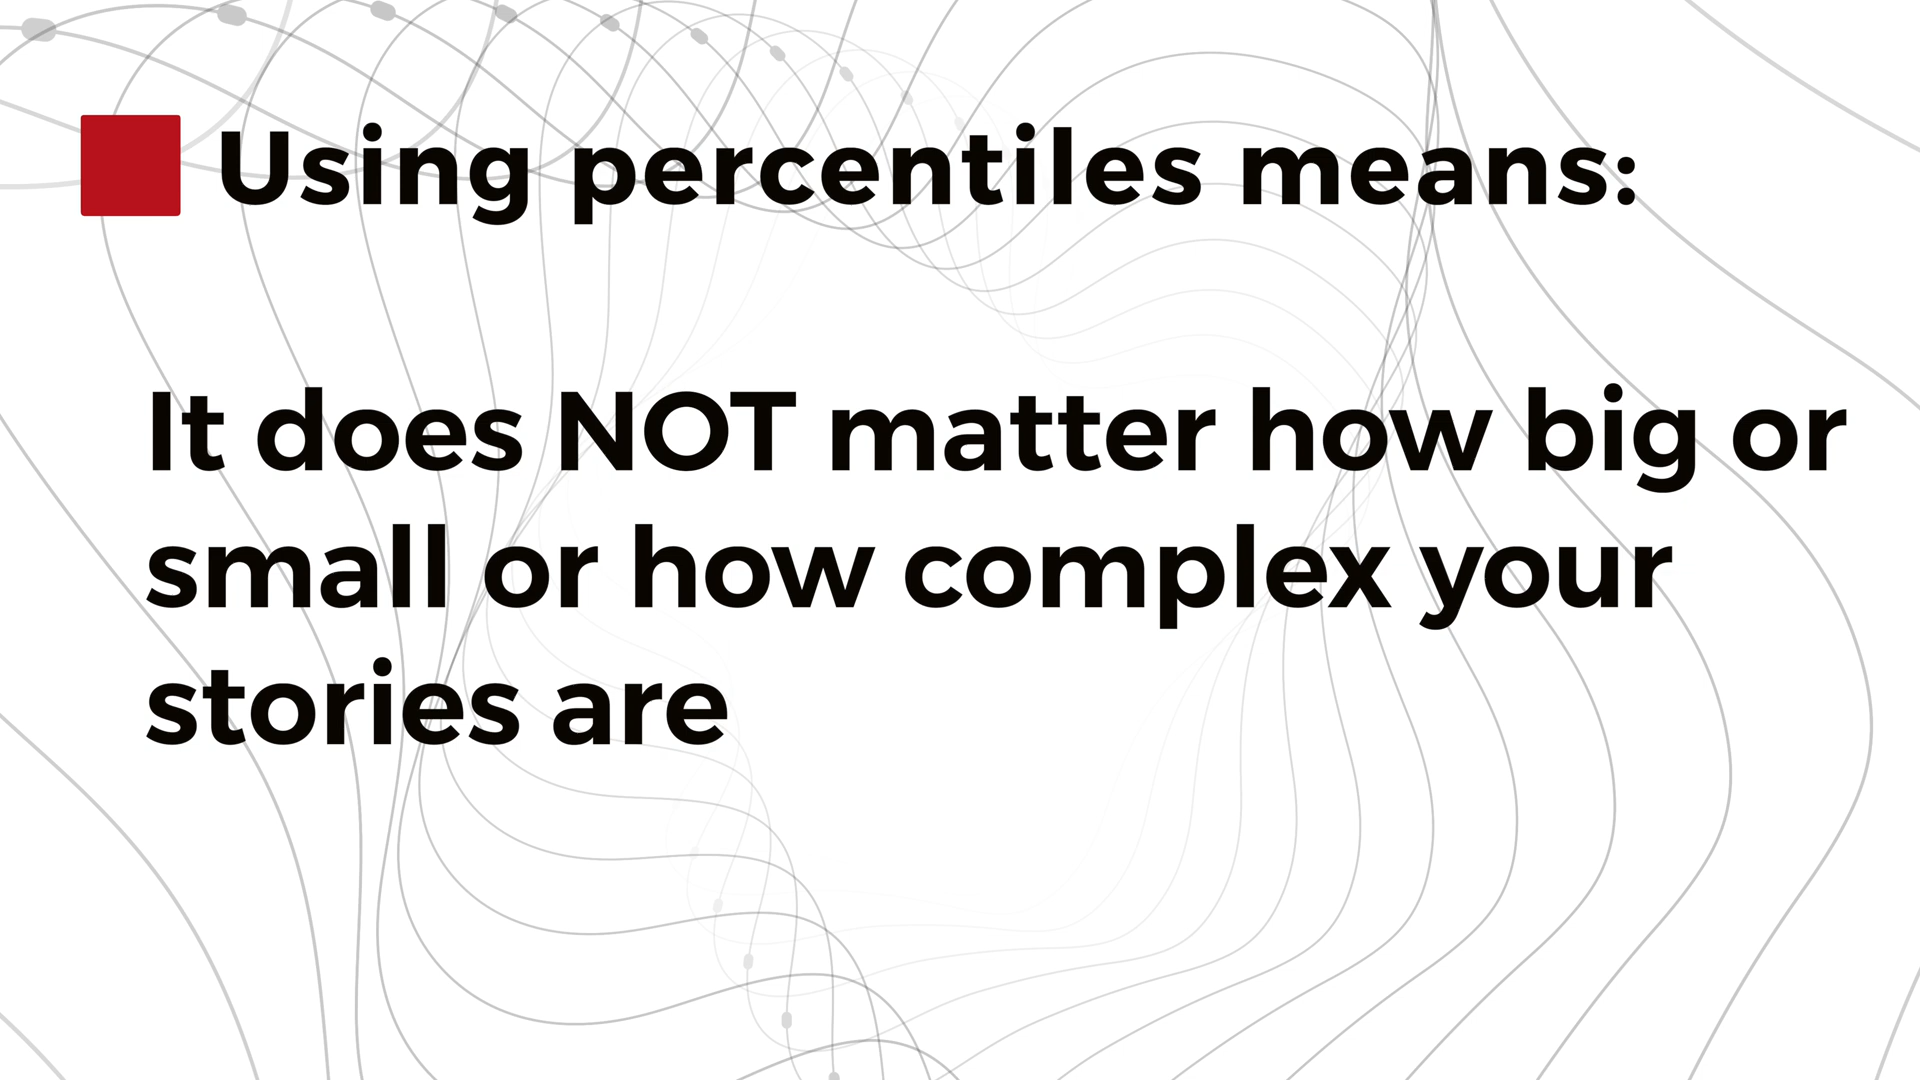 Using percentiles means:
It does NOT matter how big or
small or how complex your
stories are